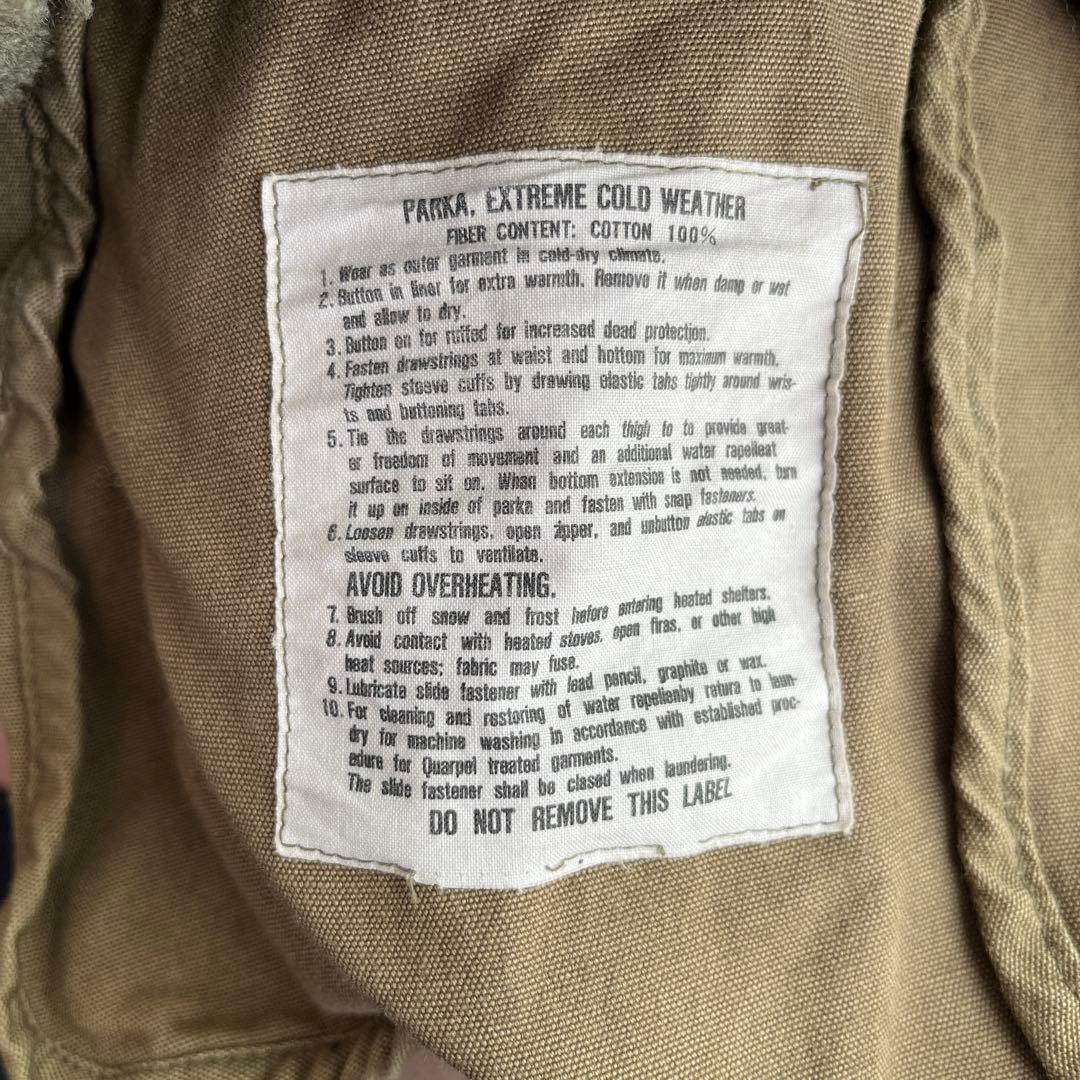 PARKA, EXTREME COLD WEATHER
FIBER CONTENT: COTTON 100%
1. Wear as outer garment in cold-dry climate.
2. Button in liner for extra warmth. Remove it when damp or wet
and allow to dry.
3. Button on for ruffed for increased dead protection.
4. Fasten drawstrings at waist and hottom for maximum warmth.
Tighten sleeve cuffs by drawing elastic tabs tightly around wris-
ts and buttoning tabs.
5. Tie the drawstrings around each thigh to to provide great-
er freedom of movement and an additional water rapelleat
surface to sit on. Whan bottiom extension is not needed, turn
it up on inside of parka and fasten with snap fasteners.
6. Loosen drawstrings, open zipper, and unbutton elastic tabs on
sleeve cuffs to ventilate.
AVOID OVERHEATING.
7. Brush off snow and frost before entering heated shelters.
8. Avoid contact with heated stoves, open firas, or other high
heat sources; fabric may fuse.
9. Lubricate slide fastener with lead pencil, graphite or wax.
10. For cleaning and restoring of water repellenby return to laun-
dry for machine washing in accordance with established proc-
edure for Quarpel treated garments.
The slide fastener shall be clased when laundering.
DO NOT REMOVE THIS LABEL